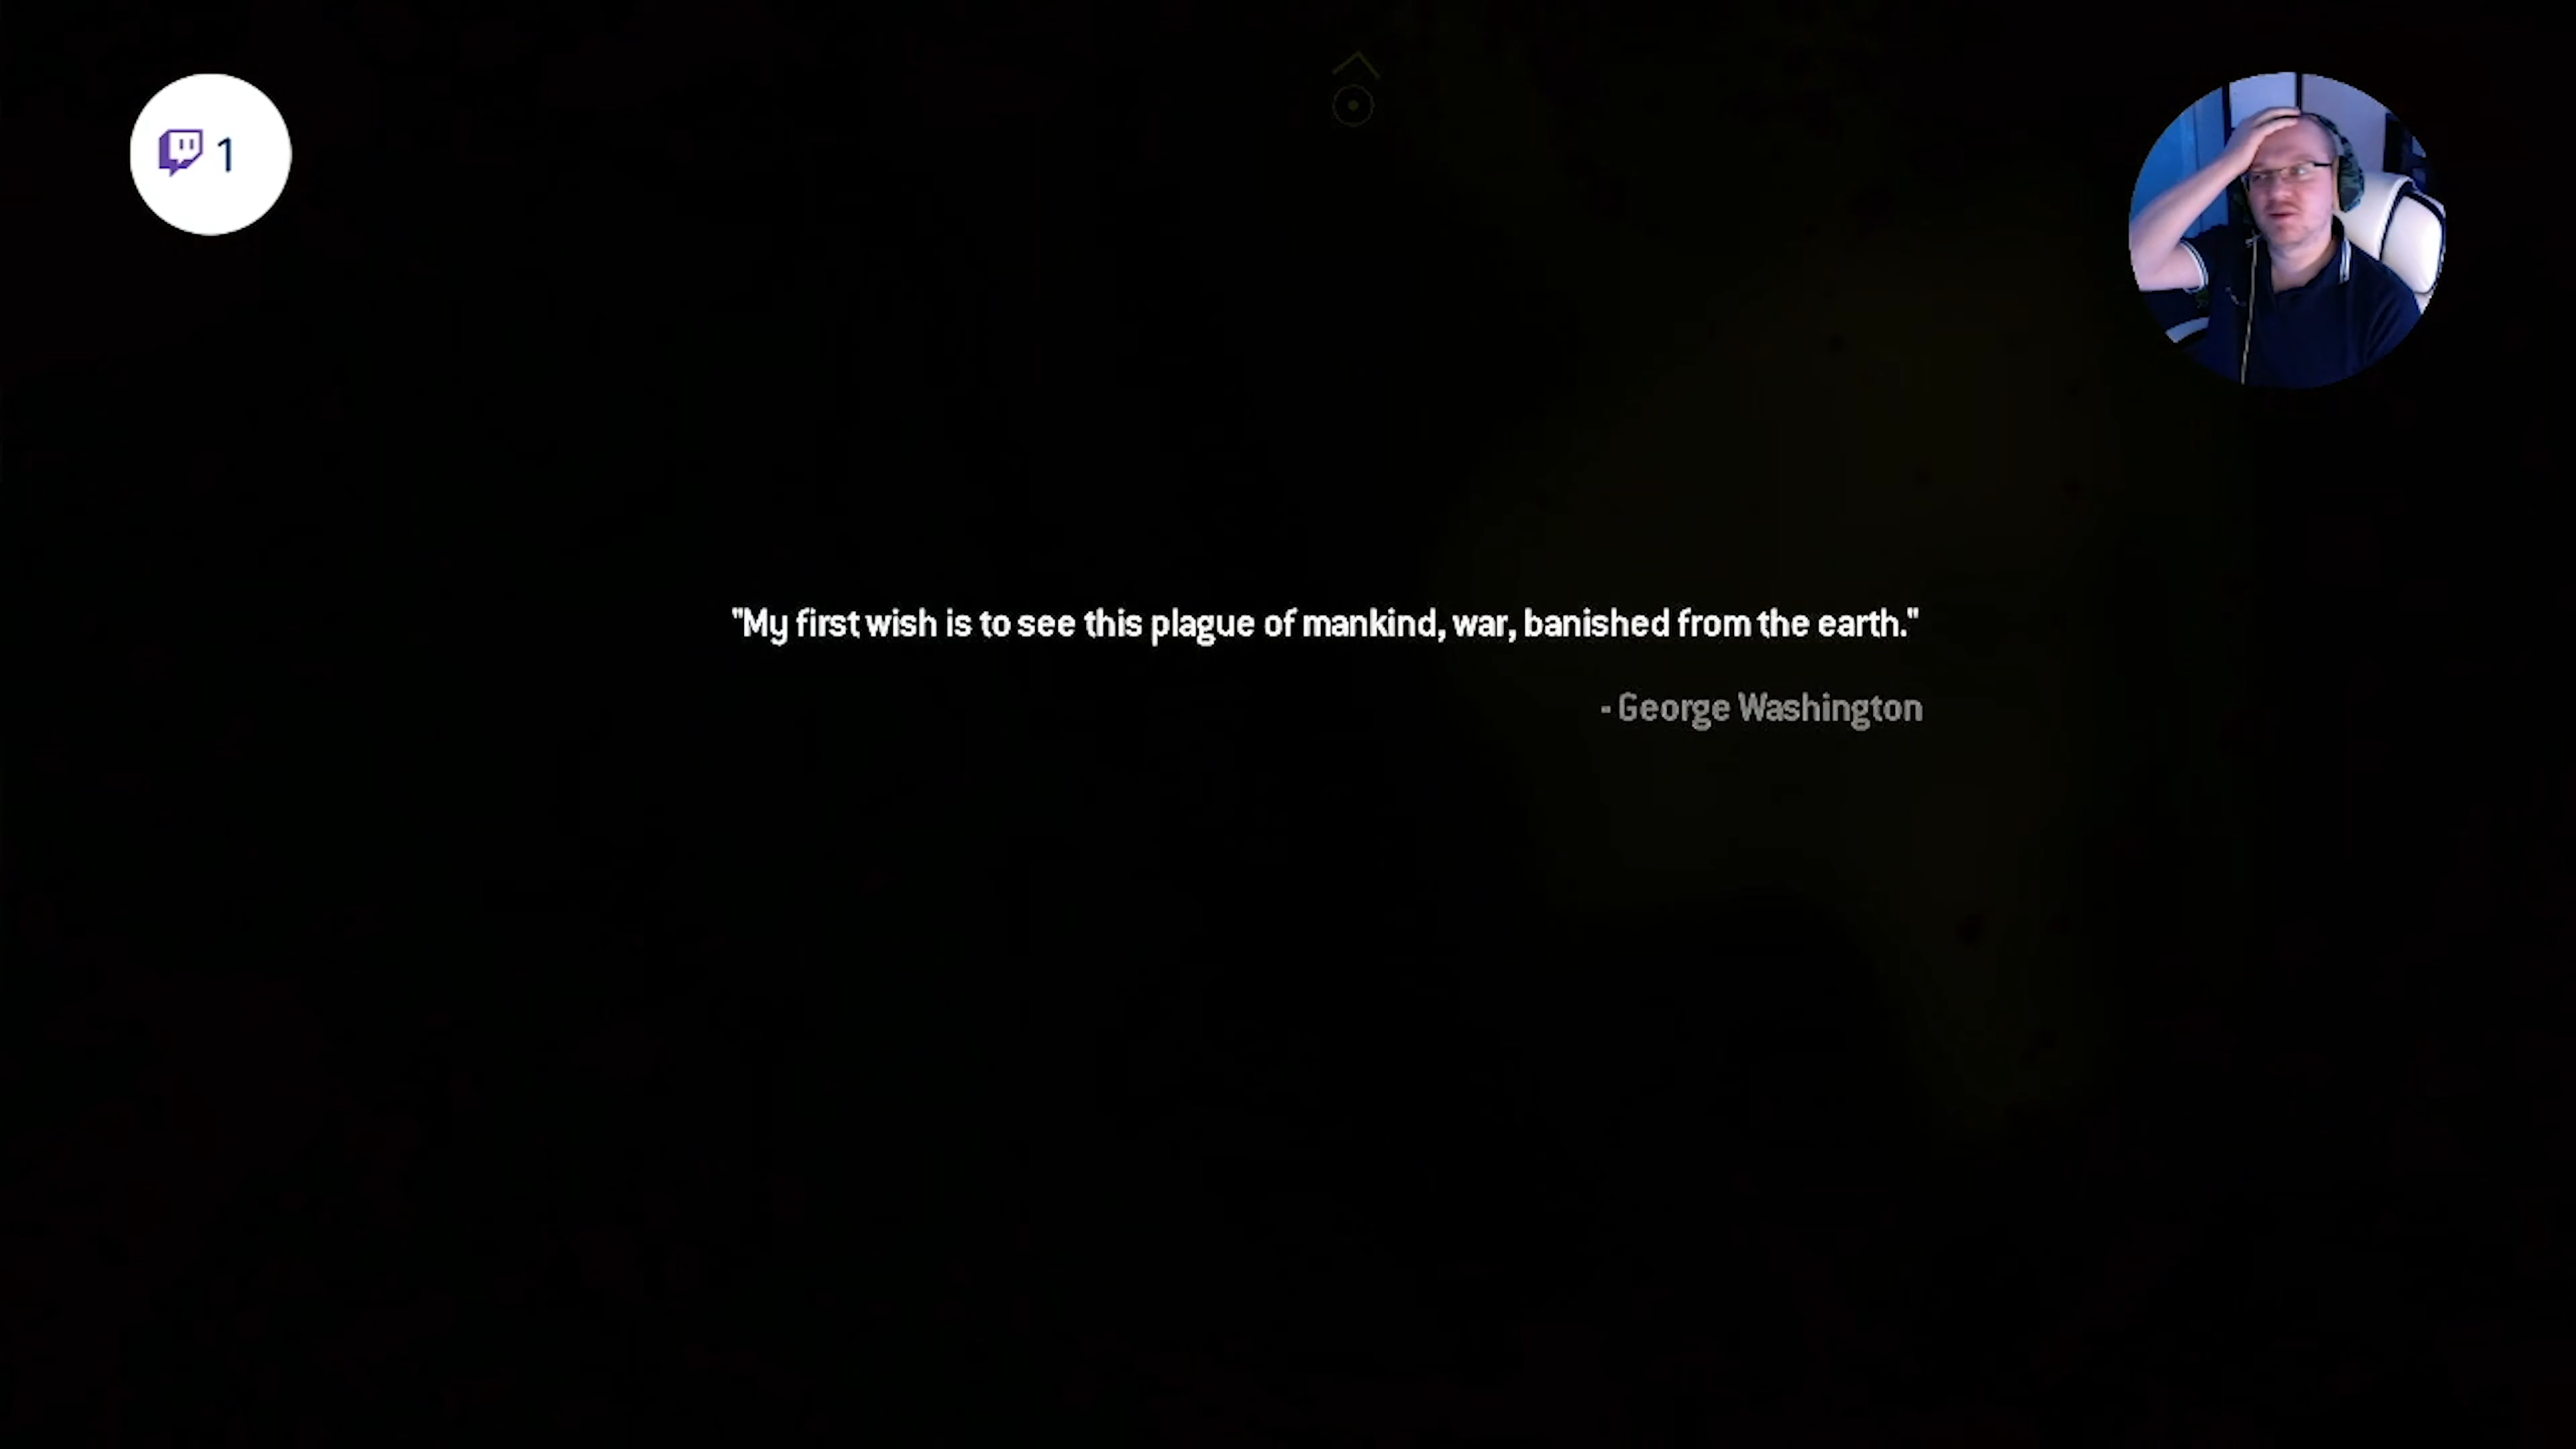 1
"My first wish is to see this plague of mankind, war, banished from the earth."
- George Washington